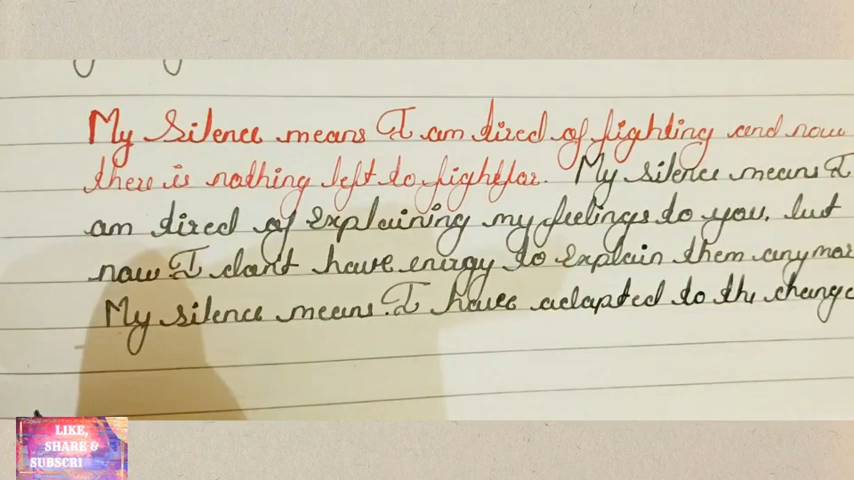 My Silence means I am tired of fighting and now
there is nothing left to fight for. My silence means I
am tired of explaining my feelings to you, but
now I don't have energy to explain them anymor
My silence means I have adapted to the change
LIKE,
SHARE &
SUBSCRI